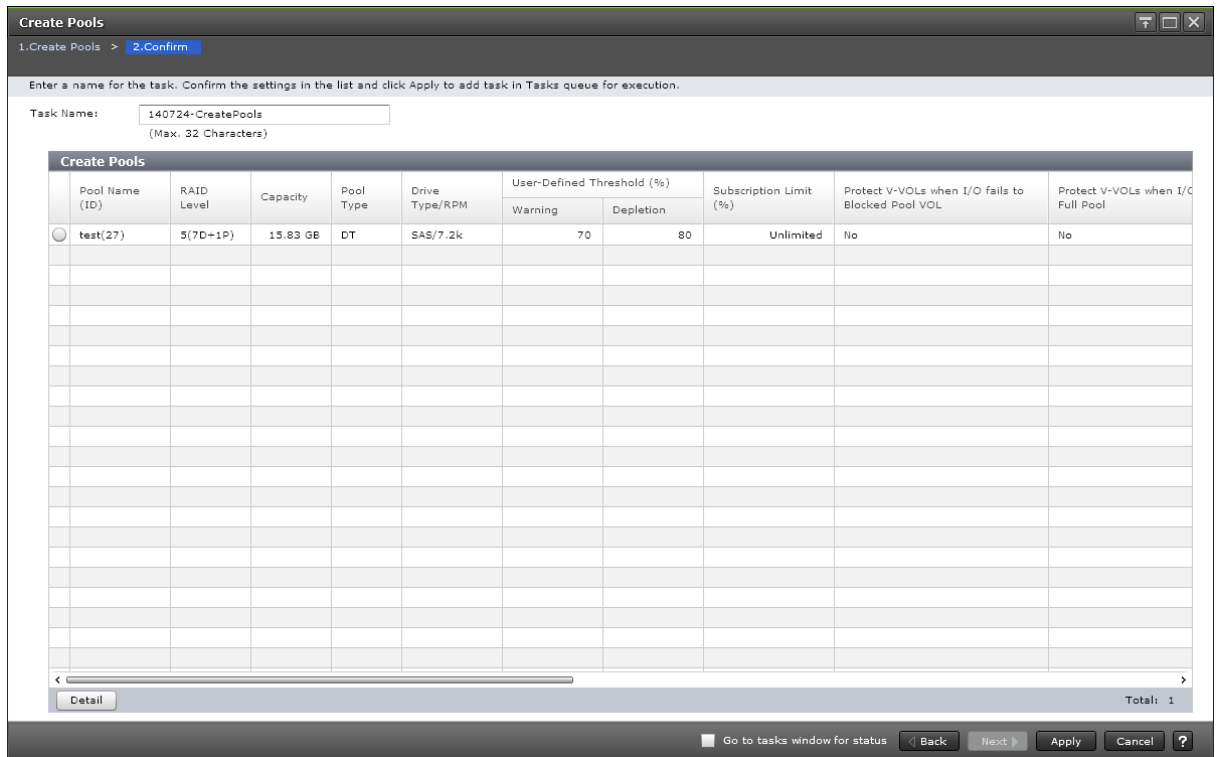 Create Pools
1.Create Pools > 2.Confirm
Enter a name for the task. Confirm the settings in the list and click Apply to add task in Tasks queue for execution.
Task Name: 140724-CreatePools
(Max. 32 Characters)
Create Pools
Pool Name (ID) RAID Level Capacity Pool Type Drive Type/RPM User-Defined Threshold (%) Warning Depletion Subscription Limit (%) Protect V-VOLs when I/O fails to Blocked Pool VOL Protect V-VOLs when I/O Full Pool
test(27) 5(7D+1P) 15.83 GB DT SAS/7.2k 70 80 Unlimited No No
Detail Total: 1
Go to tasks window for status Back Next Apply Cancel ?